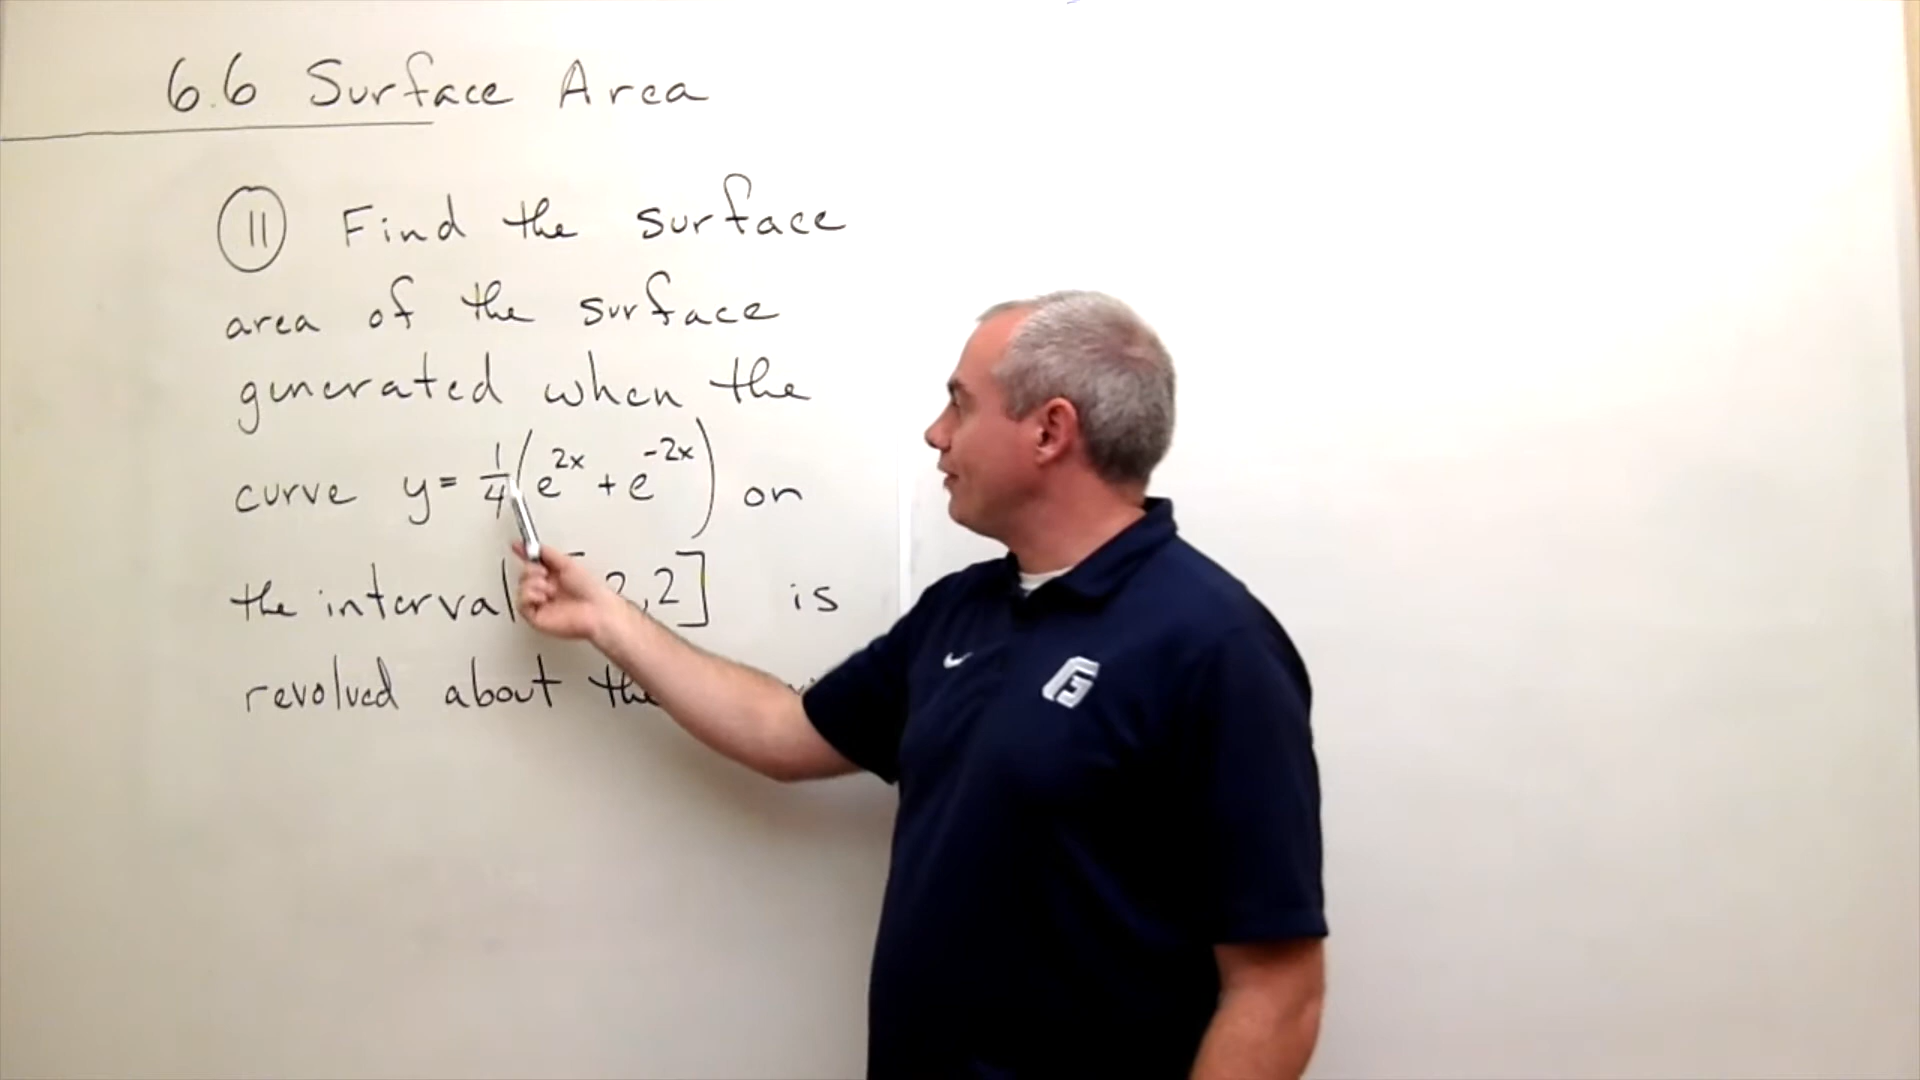 6.6 Surface Area
11 Find the surface
area of the surface
generated when the
curve y = 1/4 (e^2x + e^-2x) on
the interval [-2,2] is
revolved about the